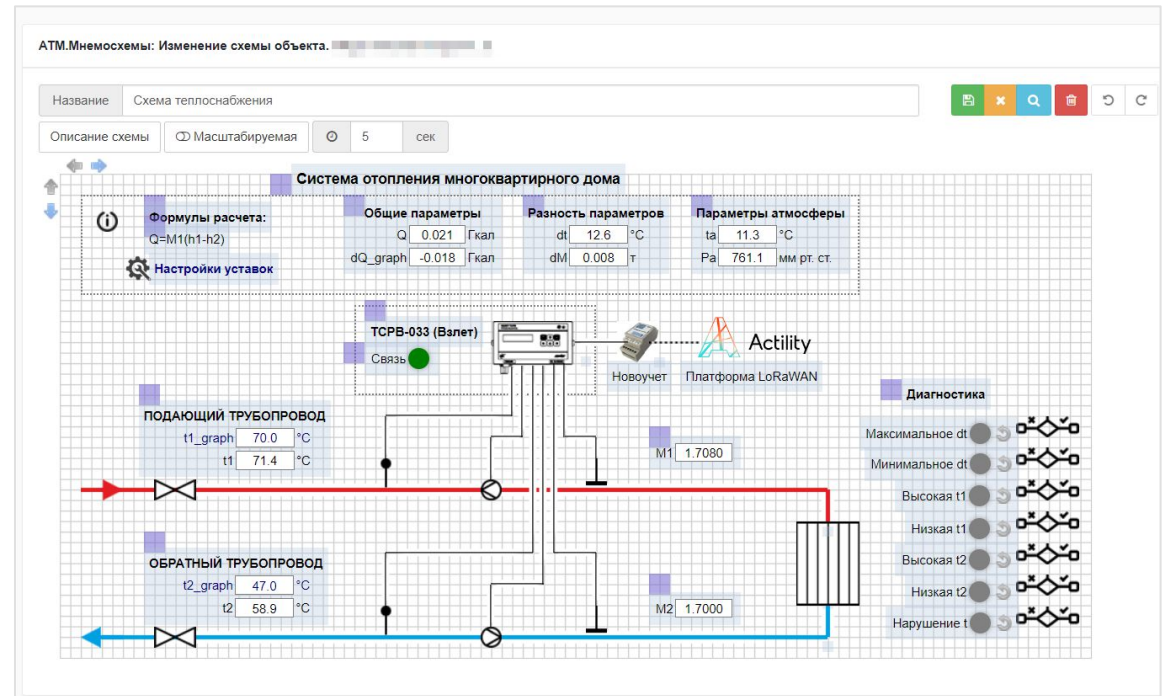 АТМ.Мнемосхемы: Изменение схемы объекта.
Название Схема теплоснабжения
Описание схемы Масштабируемая 5 сек
Система отопления многоквартирного дома
Формулы расчета: Общие параметры Разность параметров Параметры атмосферы
Q=M1(h1-h2) Q 0.021 Гкал dt 12.6 °C ta 11.3 °C
Настройки уставок dQ_graph -0.018 Гкал dM 0.008 т Pa 761.1 мм рт. ст.
ТСРВ-033 (Взлет)
Связь
Actility
Новоучет Платформа LoRaWAN
Диагностика
ПОДАЮЩИЙ ТРУБОПРОВОД
t1_graph 70.0 °C
t1 71.4 °C
M1 1.7080
Максимальное dt
Минимальное dt
Высокая t1
Низкая t1
Высокая t2
Низкая t2
Нарушение t
ОБРАТНЫЙ ТРУБОПРОВОД
t2_graph 47.0 °C
t2 58.9 °C
M2 1.7000